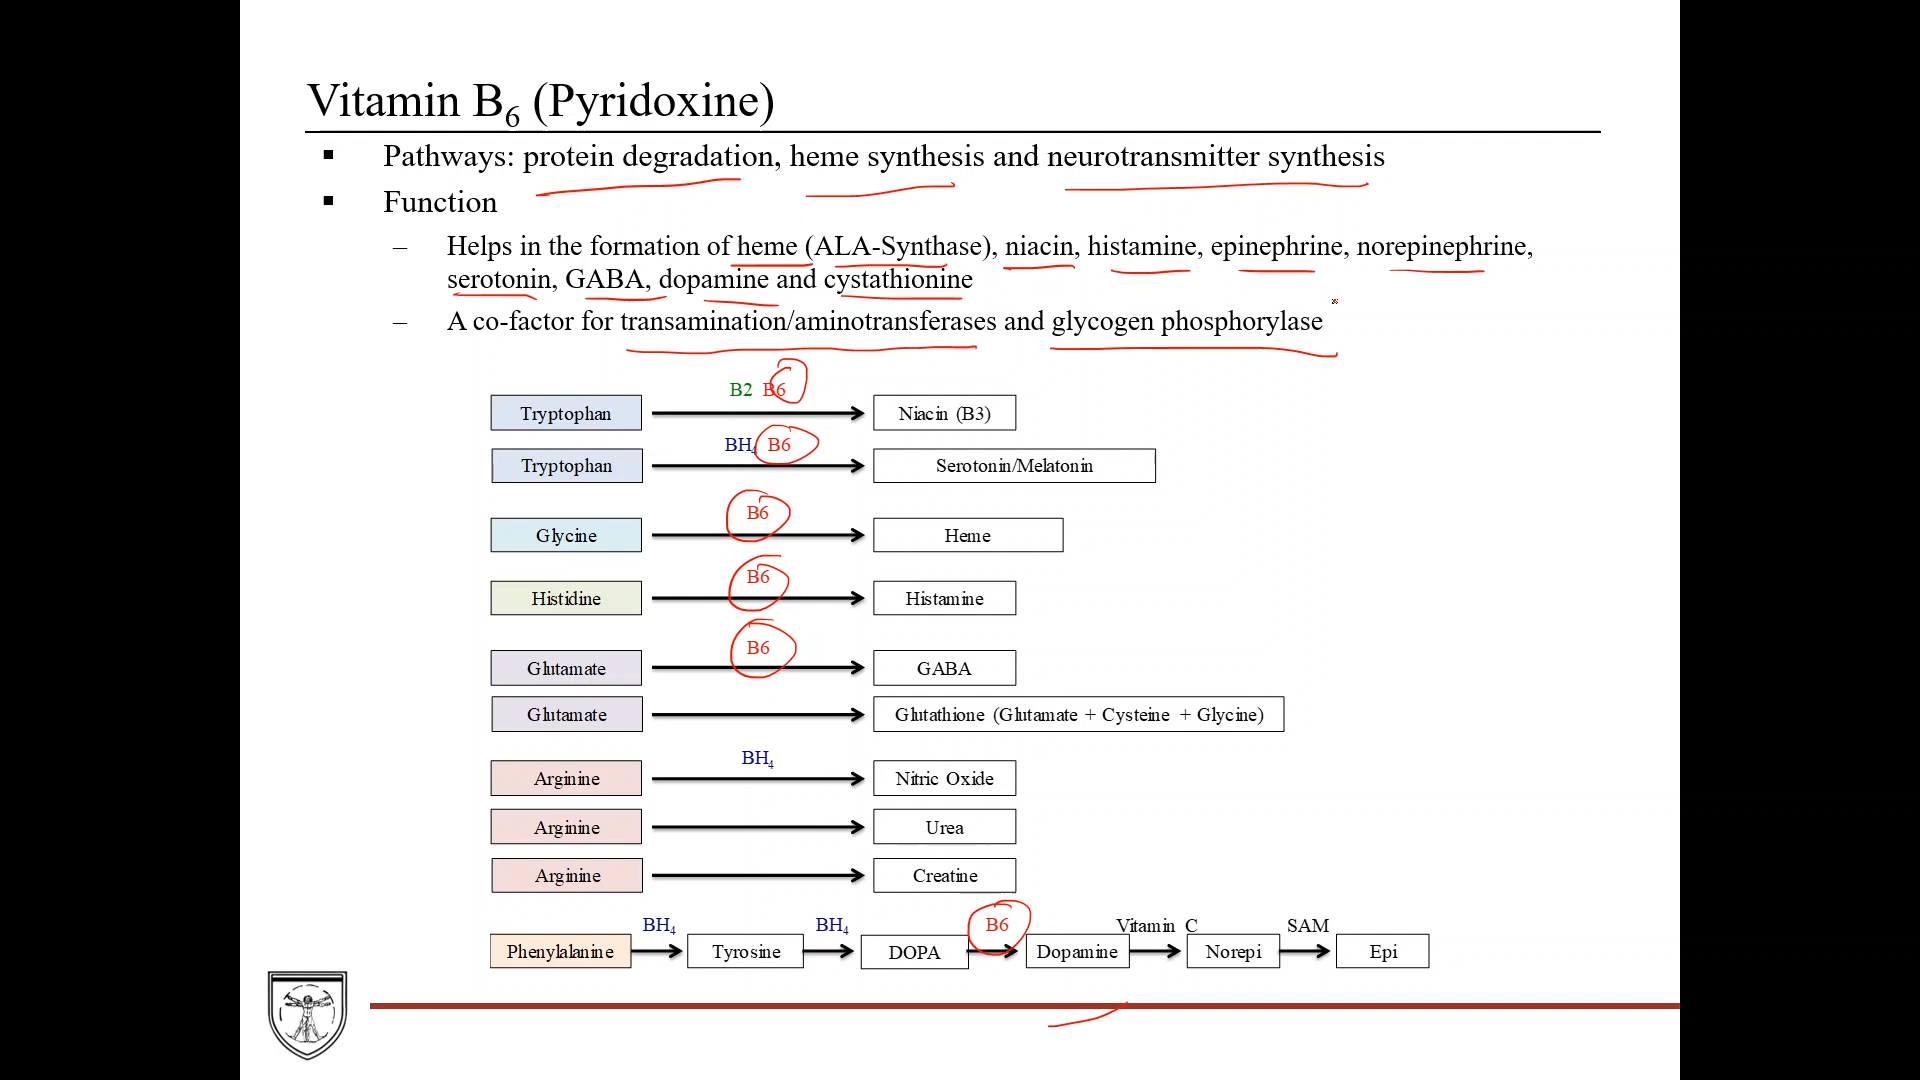 Vitamin B6 (Pyridoxine)
▪ Pathways: protein degradation, heme synthesis and neurotransmitter synthesis
▪ Function
– Helps in the formation of heme (ALA-Synthase), niacin, histamine, epinephrine, norepinephrine,
serotonin, GABA, dopamine and cystathionine
– A co-factor for transamination/aminotransferases and glycogen phosphorylase
B2 B6
Tryptophan Niacin (B3)
BH4 B6
Tryptophan Serotonin/Melatonin
B6
Glycine Heme
B6
Histidine Histamine
B6
Glutamate GABA
Glutamate Glutathione (Glutamate + Cysteine + Glycine)
BH4
Arginine Nitric Oxide
Arginine Urea
Arginine Creatine
BH4 BH4 B6 Vitamin C SAM
Phenylalanine Tyrosine DOPA Dopamine Norepi Epi